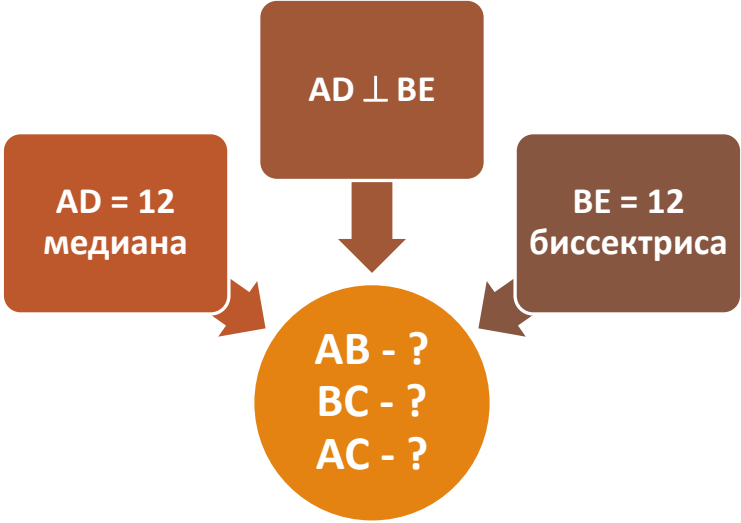 AD ⊥ BE
AD = 12
медиана
BE = 12
биссектриса
AB - ?
BC - ?
AC - ?